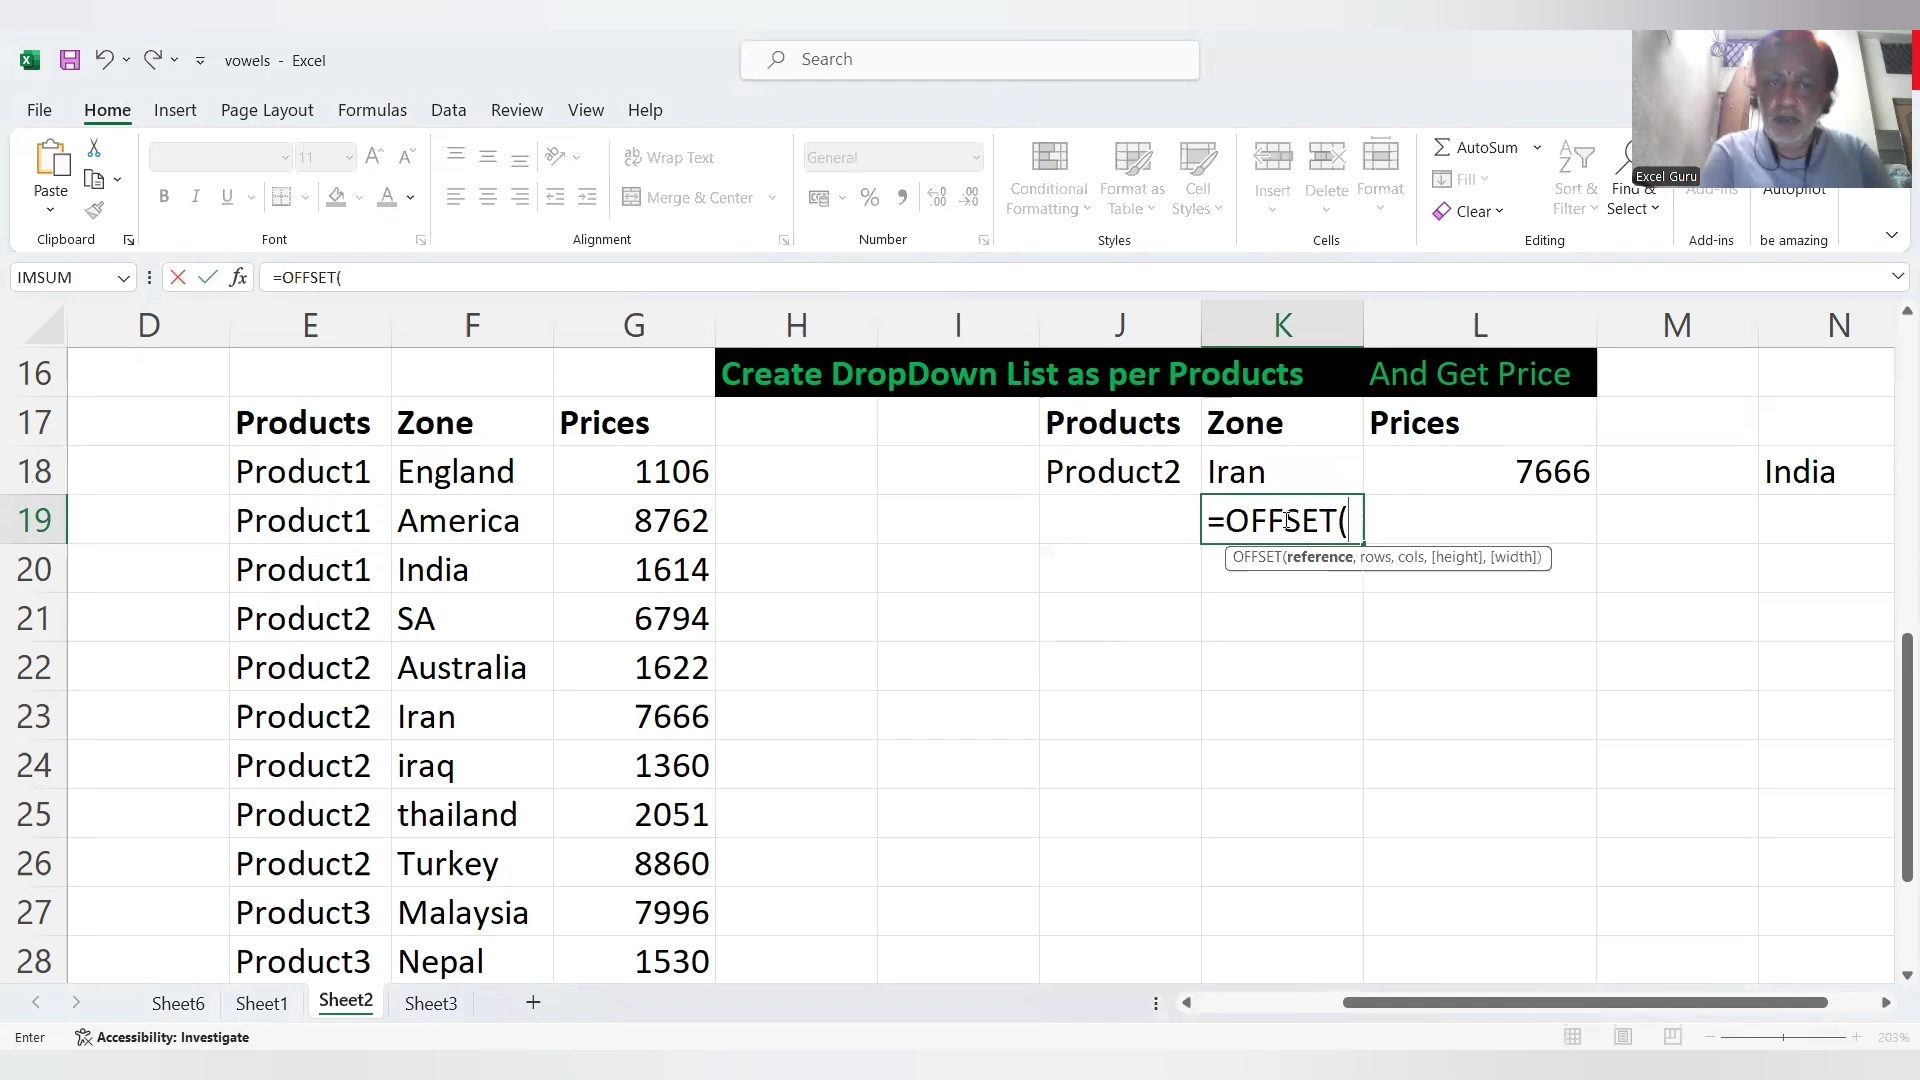 vowels - Excel
Search
File Home Insert Page Layout Formulas Data Review View Help
Paste
Clipboard
11
B I U
Font
Wrap Text
Merge & Center
Alignment
General
Number
Conditional Formatting
Format as Table
Cell Styles
Styles
Insert
Delete
Format
Cells
AutoSum
Fill
Clear
Sort & Filter
Find & Select
Editing
Add-ins
Add-ins
Autopilot
be amazing
Excel Guru
IMSUM fx =OFFSET(
D E F G H I J K L M N
16 Create DropDown List as per Products And Get Price
17 Products Zone Prices Products Zone Prices
18 Product1 England 1106 Product2 Iran 7666 India
19 Product1 America 8762 =OFFSET(
OFFSET(reference, rows, cols, [height], [width])
20 Product1 India 1614
21 Product2 SA 6794
22 Product2 Australia 1622
23 Product2 Iran 7666
24 Product2 iraq 1360
25 Product2 thailand 2051
26 Product2 Turkey 8860
27 Product3 Malaysia 7996
28 Product3 Nepal 1530
Sheet6 Sheet1 Sheet2 Sheet3
Enter Accessibility: Investigate 203%